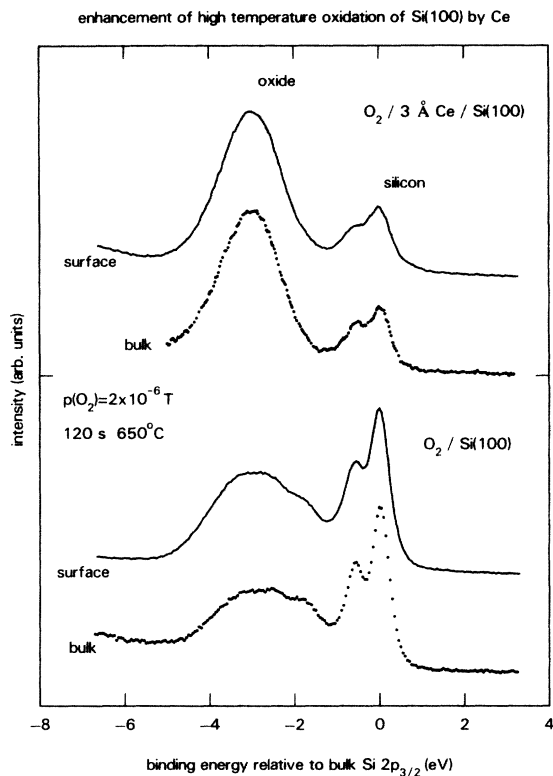 enhancement of high temperature oxidation of Si(100) by Ce
oxide
O₂ / 3 Å Ce / Si(100)
silicon
surface
bulk
p(O₂)=2x10⁻⁶ T
120 s 650°C
O₂ / Si(100)
surface
bulk
intensity (arb. units)
−8 −6 −4 −2 0 2 4
binding energy relative to bulk Si 2p₃/₂ (eV)